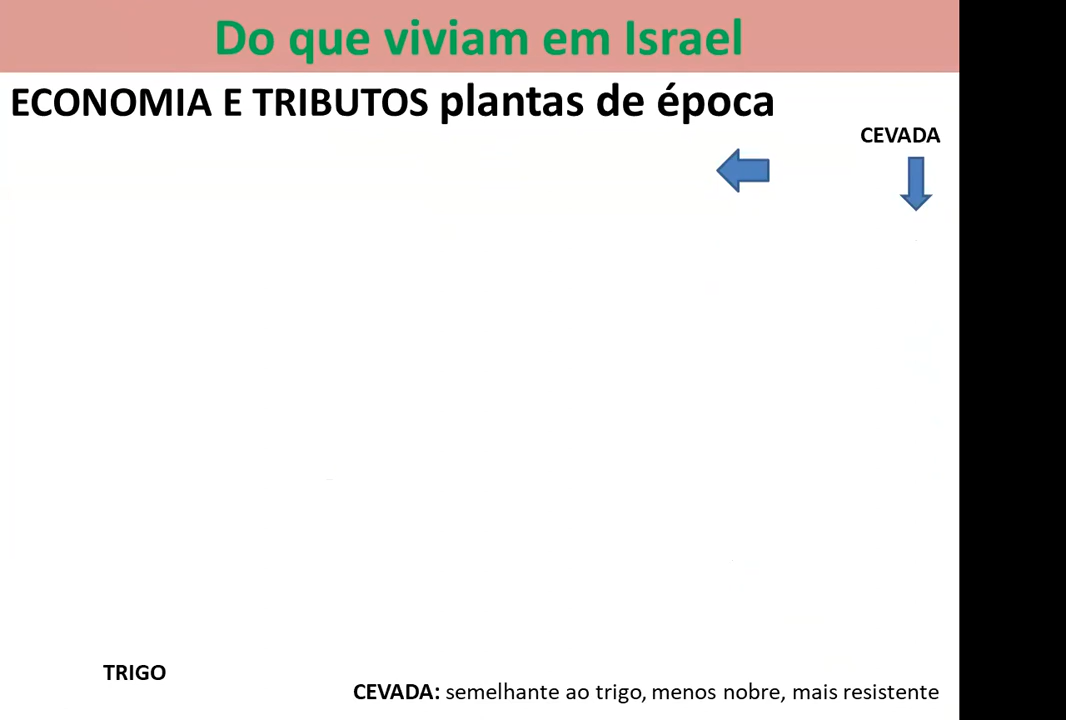 Do que viviam em Israel
ECONOMIA E TRIBUTOS plantas de época
CEVADA
TRIGO
CEVADA: semelhante ao trigo, menos nobre, mais resistente